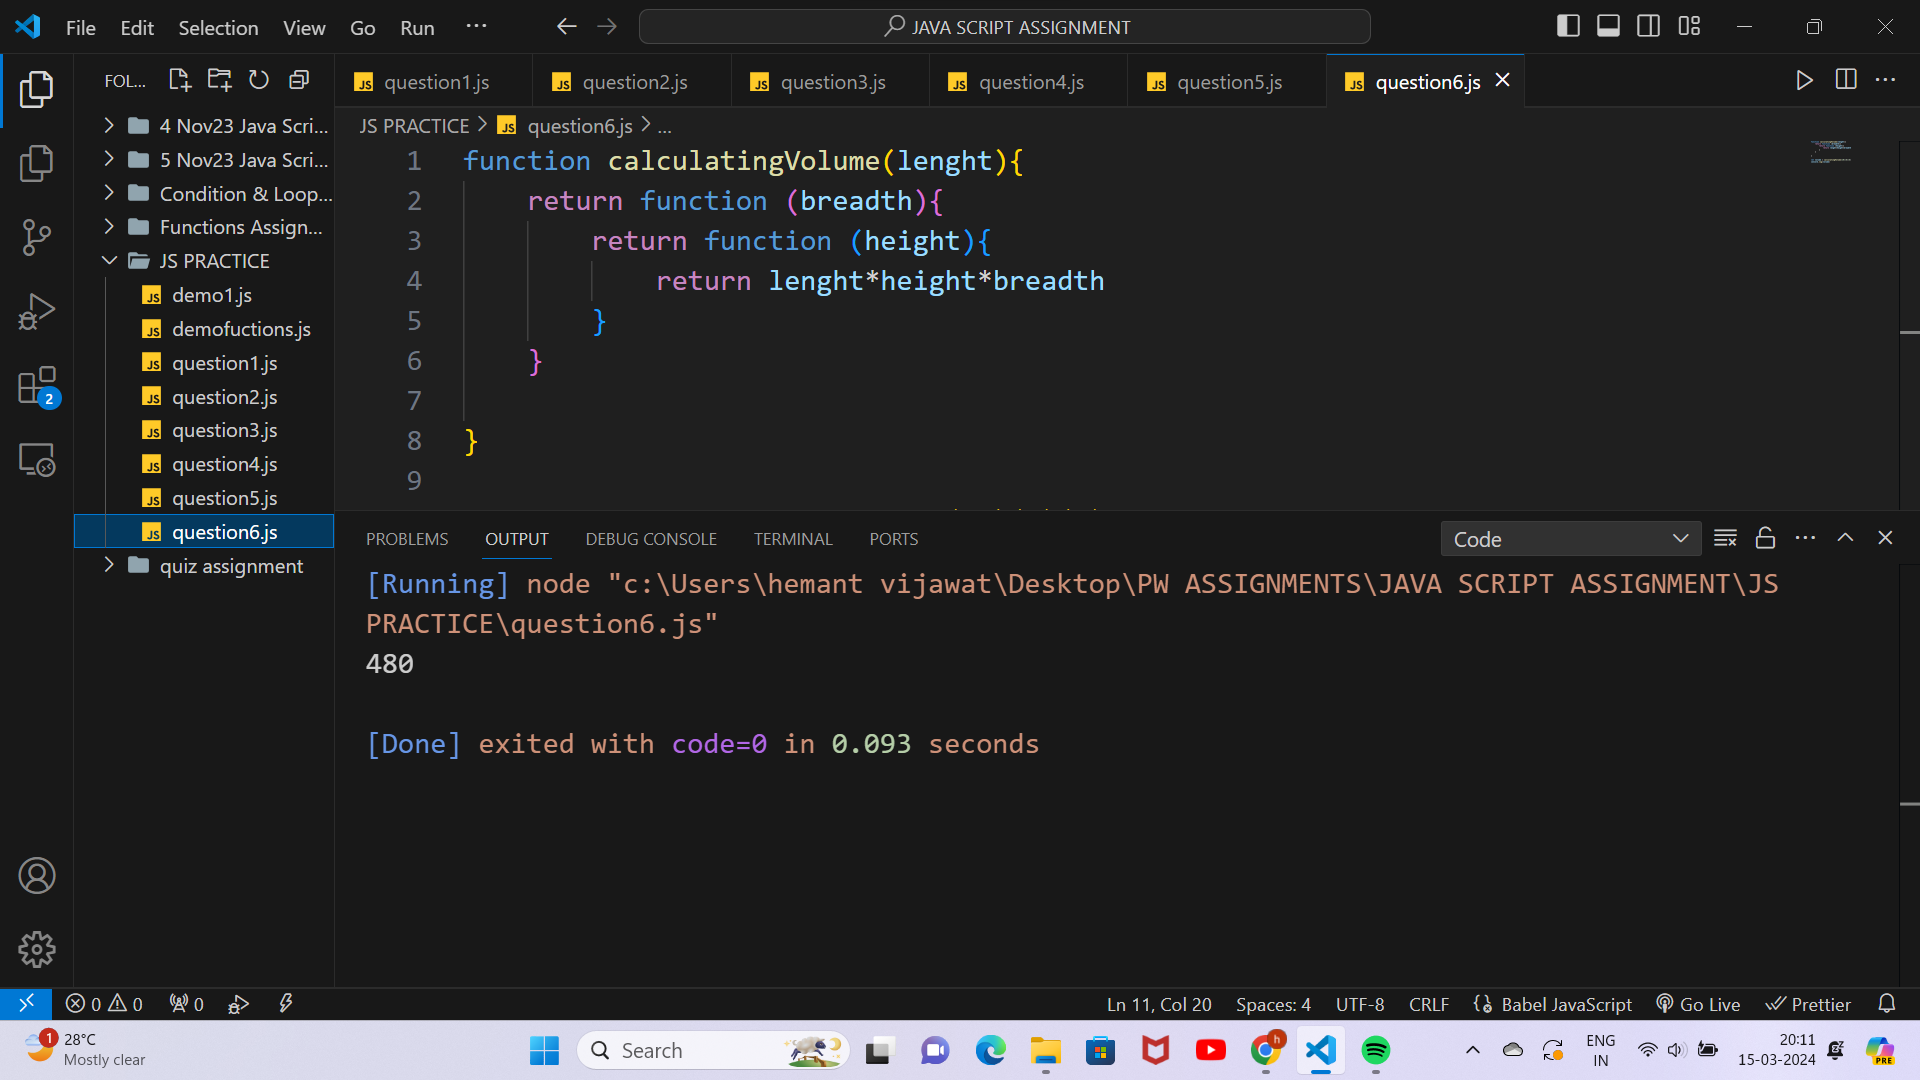 File Edit Selection View Go Run ···
JAVA SCRIPT ASSIGNMENT
FOL...
question1.js question2.js question3.js question4.js question5.js question6.js
4 Nov23 Java Scri...
5 Nov23 Java Scri...
Condition & Loop...
Functions Assign...
JS PRACTICE
demo1.js
demofuctions.js
question1.js
question2.js
question3.js
question4.js
question5.js
question6.js
quiz assignment
2
JS PRACTICE > JS question6.js > ...
1 function calculatingVolume(lenght){
2 return function (breadth){
3 return function (height){
4 return lenght*height*breadth
5 }
6 }
7
8 }
9
PROBLEMS OUTPUT DEBUG CONSOLE TERMINAL PORTS
Code
[Running] node "c:\Users\hemant vijawat\Desktop\PW ASSIGNMENTS\JAVA SCRIPT ASSIGNMENT\JS
PRACTICE\question6.js"
480
[Done] exited with code=0 in 0.093 seconds
0 0 0
Ln 11, Col 20 Spaces: 4 UTF-8 CRLF Babel JavaScript Go Live Prettier
1 28°C
Mostly clear
Search
h
ENG
IN
20:11
15-03-2024
PRE